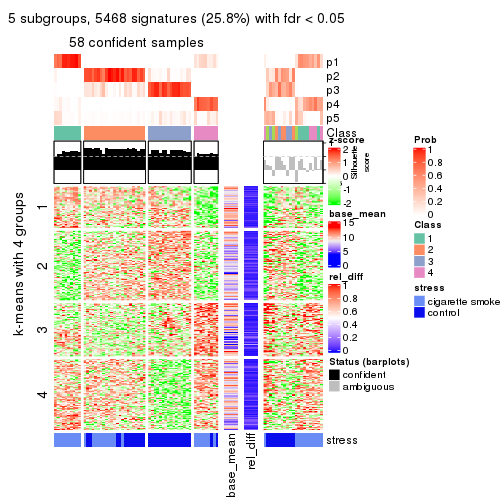 5 subgroups, 5468 signatures (25.8%) with fdr < 0.05
58 confident samples
p1
p2
p3
p4
p5
Class
k-means with 4 groups
1
2
3
4
z-score
2
1
0
-1
-2
Silhouette
score
base_mean
15
10
5
0
rel_diff
1
0.8
0.6
0.4
0.2
0
Status (barplots)
confident
ambiguous
Prob
1
0.8
0.6
0.4
0.2
0
Class
1
2
3
4
stress
cigarette smoke
control
stress
base_mean
rel_diff